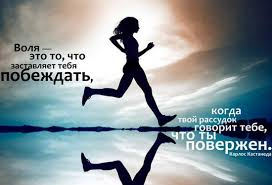 Воля —
это то, что
заставляет тебя
побеждать,
когда
твой рассудок
говорит тебе,
что ты
повержен.
Карлос Кастанеда